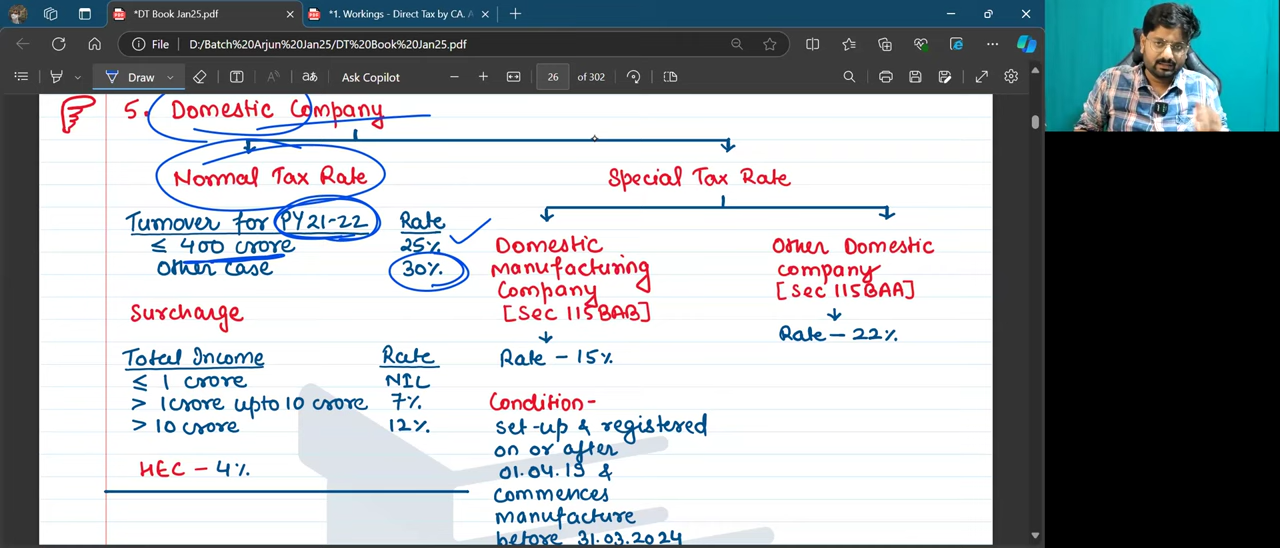 *DT Book Jan25.pdf
*1. Workings - Direct Tax by CA. A
File
D:/Batch%20Arjun%20Jan25/DT%20Book%20Jan25.pdf
Draw
Ask Copilot
26 of 302
5. Domestic Company
Normal Tax Rate
Special Tax Rate
Turnover for PY21-22 Rate
≤ 400 crore 25%
Other case 30%
Surcharge
Total Income Rate
≤ 1 crore NIL
> 1 crore upto 10 crore 7%
> 10 crore 12%
HEC - 4%
Domestic
manufacturing
Company
[Sec 115BAB]
Rate - 15%
Condition-
set-up & registered
on or after
01.04.19 &
commences
manufacture
before 31.03.2024
Other Domestic
company
[Sec 115BAA]
Rate - 22%